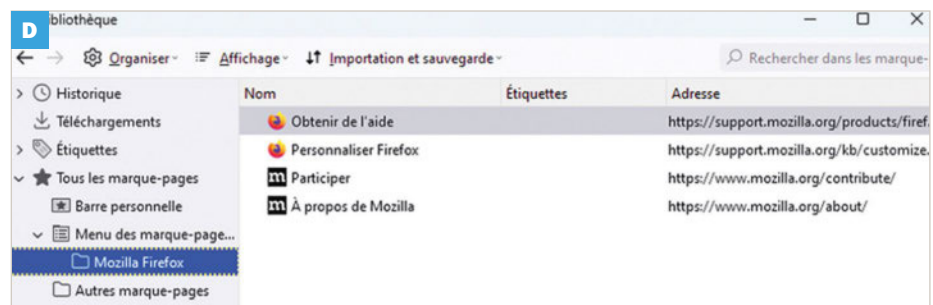 D
bliothèque
Organiser
Affichage
Importation et sauvegarde
Rechercher dans les marque-
Historique
Téléchargements
Étiquettes
Tous les marque-pages
Barre personnelle
Menu des marque-page...
Mozilla Firefox
Autres marque-pages
Nom Étiquettes Adresse
Obtenir de l'aide https://support.mozilla.org/products/firef.
Personnaliser Firefox https://support.mozilla.org/kb/customize.
Participer https://www.mozilla.org/contribute/
À propos de Mozilla https://www.mozilla.org/about/